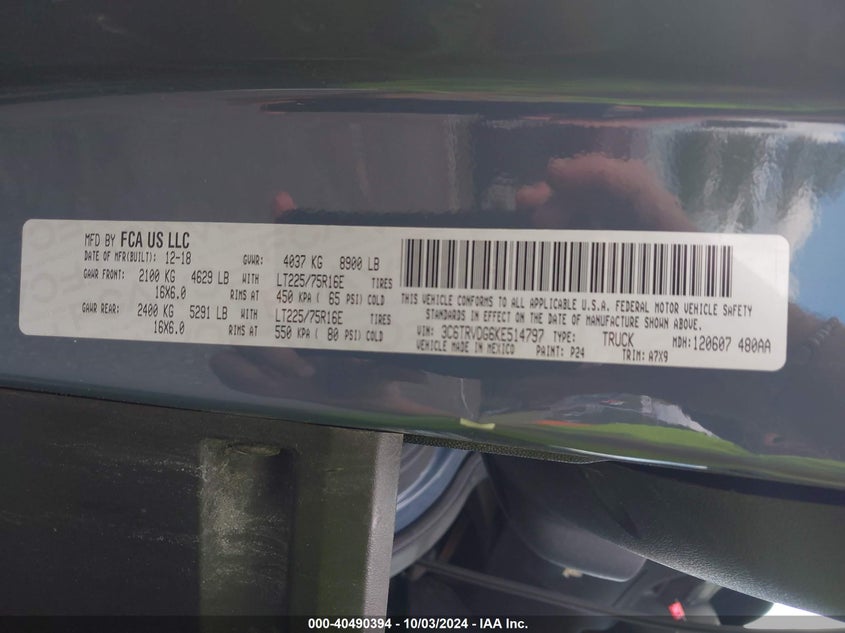 MFD BY FCA US LLC
DATE OF MFR(BUILT): 12-18 GVWR: 4037 KG 8900 LB
GAWR FRONT: 2100 KG 4629 LB WITH LT225/75R16E TIRES
16X6.0 RIMS AT 450 KPA ( 65 PSI) COLD
GAWR REAR: 2400 KG 5291 LB WITH LT225/75R16E TIRES
16X6.0 RIMS AT 550 KPA ( 80 PSI) COLD
THIS VEHICLE CONFORMS TO ALL APPLICABLE U.S.A. FEDERAL MOTOR VEHICLE SAFETY
STANDARDS IN EFFECT ON THE DATE OF MANUFACTURE SHOWN ABOVE.
VIN: 3C6TRVDG6KE514797 TYPE: TRUCK MDH: 120607 480AA
VEHICLE MADE IN MEXICO PAINT: P24 TRIM: A7X9
000-40490394 - 10/03/2024 - IAA Inc.